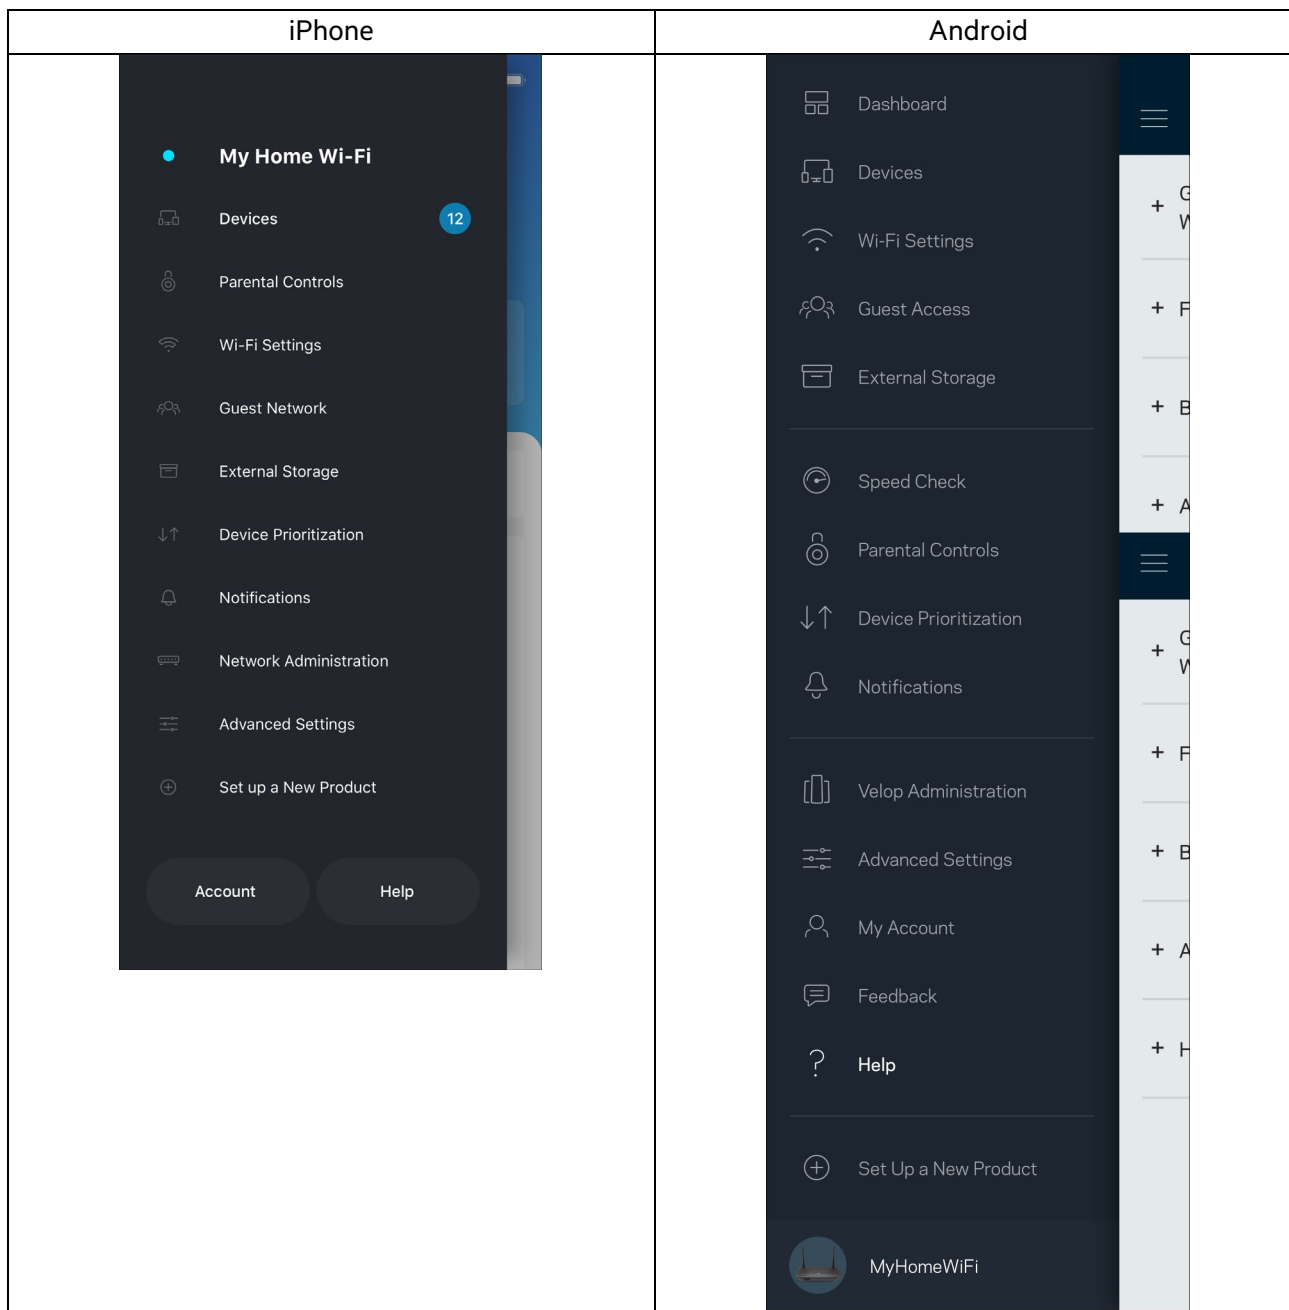 iPhone
Android
My Home Wi-Fi
Devices
12
Parental Controls
Wi-Fi Settings
Guest Network
External Storage
Device Prioritization
Notifications
Network Administration
Advanced Settings
Set up a New Product
Account
Help
Dashboard
Devices
Wi-Fi Settings
Guest Access
External Storage
Speed Check
Parental Controls
Device Prioritization
Notifications
Velop Administration
Advanced Settings
My Account
Feedback
Help
Set Up a New Product
MyHomeWiFi